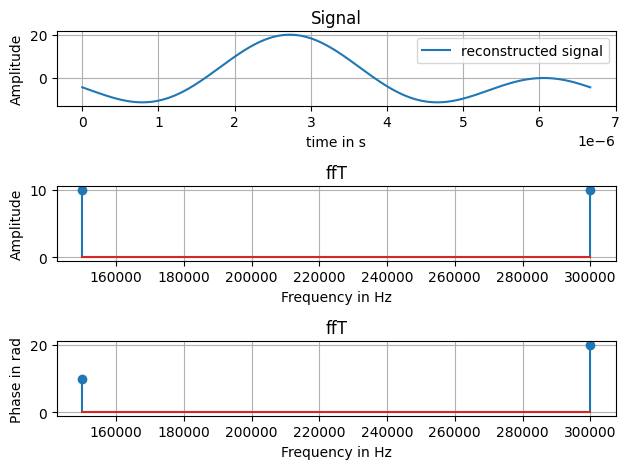 Signal
20
0
Amplitude
reconstructed signal
0 1 2 3 4 5 6 7
1e−6
time in s
ffT
10
0
Amplitude
160000 180000 200000 220000 240000 260000 280000 300000
Frequency in Hz
ffT
20
0
Phase in rad
160000 180000 200000 220000 240000 260000 280000 300000
Frequency in Hz